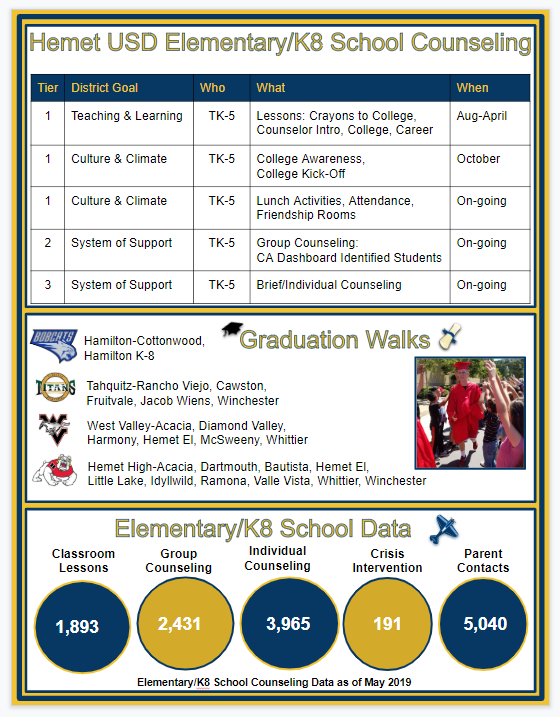 Hemet USD Elementary/K8 School Counseling
Tier District Goal Who What When
1 Teaching & Learning TK-5 Lessons: Crayons to College, Aug-April
Counselor Intro, College, Career
1 Culture & Climate TK-5 College Awareness, October
College Kick-Off
1 Culture & Climate TK-5 Lunch Activities, Attendance, On-going
Friendship Rooms
2 System of Support TK-5 Group Counseling: On-going
CA Dashboard Identified Students
3 System of Support TK-5 Brief/Individual Counseling On-going
Graduation Walks
BOBCATS
Hamilton-Cottonwood,
Hamilton K-8
TITANS
Tahquitz-Rancho Viejo, Cawston,
Fruitvale, Jacob Wiens, Winchester
West Valley-Acacia, Diamond Valley,
Harmony, Hemet El, McSweeny, Whittier
Hemet High-Acacia, Dartmouth, Bautista, Hemet El,
Little Lake, Idyllwild, Ramona, Valle Vista, Whittier, Winchester
Elementary/K8 School Data
Classroom Lessons
Group Counseling
Individual Counseling
Crisis Intervention
Parent Contacts
1,893 2,431 3,965 191 5,040
Elementary/K8 School Counseling Data as of May 2019